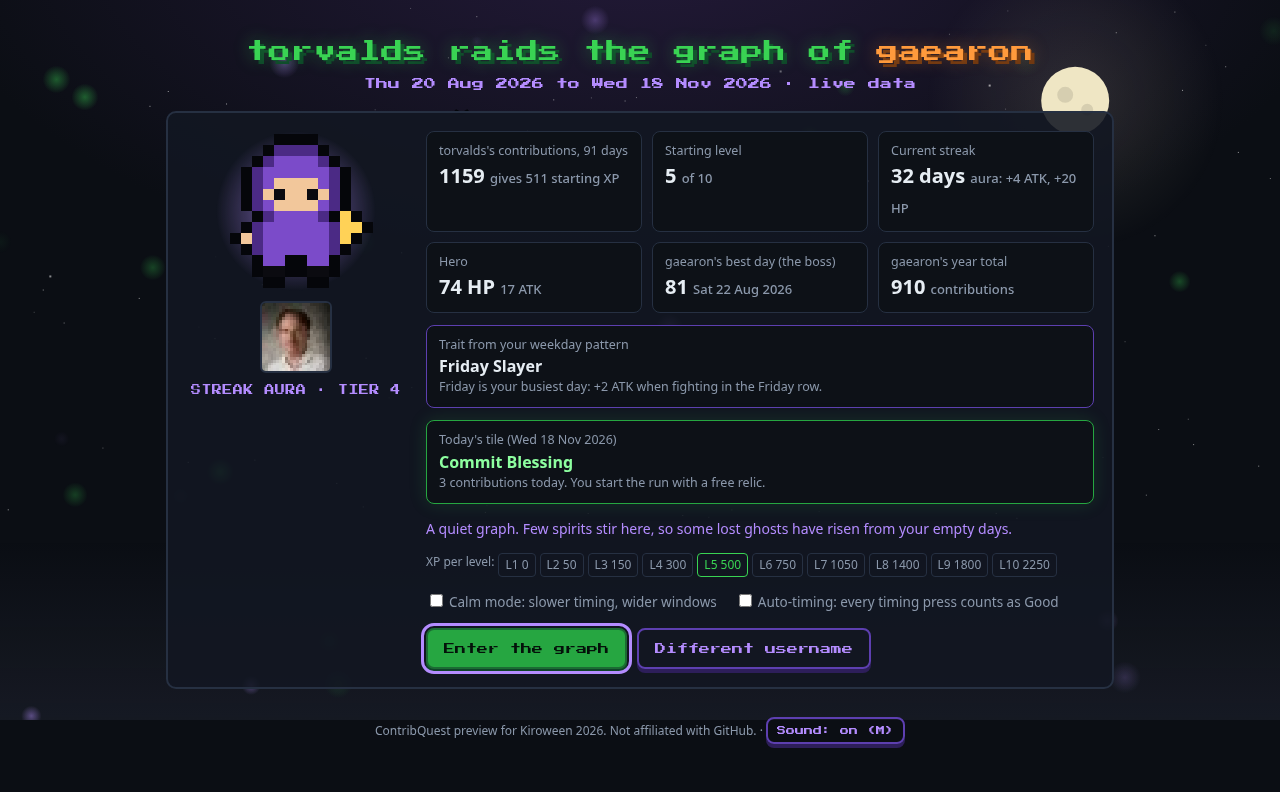 torvalds raids the graph of gaearon
Thu 20 Aug 2026 to Wed 18 Nov 2026 · live data
STREAK AURA · TIER 4
torvalds's contributions, 91 days
1159 gives 511 starting XP
Starting level
5 of 10
Current streak
32 days aura: +4 ATK, +20
HP
Hero
74 HP 17 ATK
gaearon's best day (the boss)
81 Sat 22 Aug 2026
gaearon's year total
910 contributions
Trait from your weekday pattern
Friday Slayer
Friday is your busiest day: +2 ATK when fighting in the Friday row.
Today's tile (Wed 18 Nov 2026)
Commit Blessing
3 contributions today. You start the run with a free relic.
A quiet graph. Few spirits stir here, so some lost ghosts have risen from your empty days.
XP per level: L1 0 L2 50 L3 150 L4 300 L5 500 L6 750 L7 1050 L8 1400 L9 1800 L10 2250
Calm mode: slower timing, wider windows Auto-timing: every timing press counts as Good
Enter the graph Different username
ContribQuest preview for Kiroween 2026. Not affiliated with GitHub. · Sound: on (M)